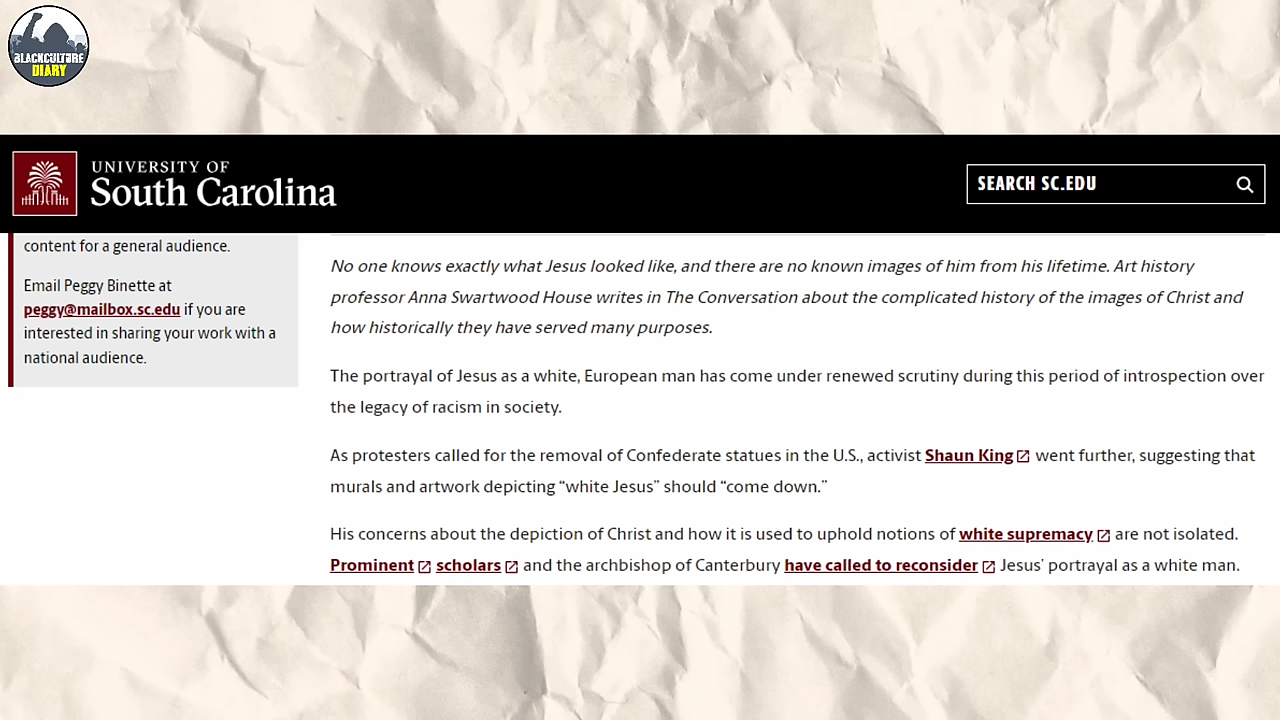 BLACKCULTURE
DIARY
UNIVERSITY OF
South Carolina
SEARCH SC.EDU
content for a general audience.
Email Peggy Binette at
peggy@mailbox.sc.edu if you are
interested in sharing your work with a
national audience.
No one knows exactly what Jesus looked like, and there are no known images of him from his lifetime. Art history
professor Anna Swartwood House writes in The Conversation about the complicated history of the images of Christ and
how historically they have served many purposes.
The portrayal of Jesus as a white, European man has come under renewed scrutiny during this period of introspection over
the legacy of racism in society.
As protesters called for the removal of Confederate statues in the U.S., activist Shaun King went further, suggesting that
murals and artwork depicting “white Jesus” should “come down.”
His concerns about the depiction of Christ and how it is used to uphold notions of white supremacy are not isolated.
Prominent scholars and the archbishop of Canterbury have called to reconsider Jesus’ portrayal as a white man.